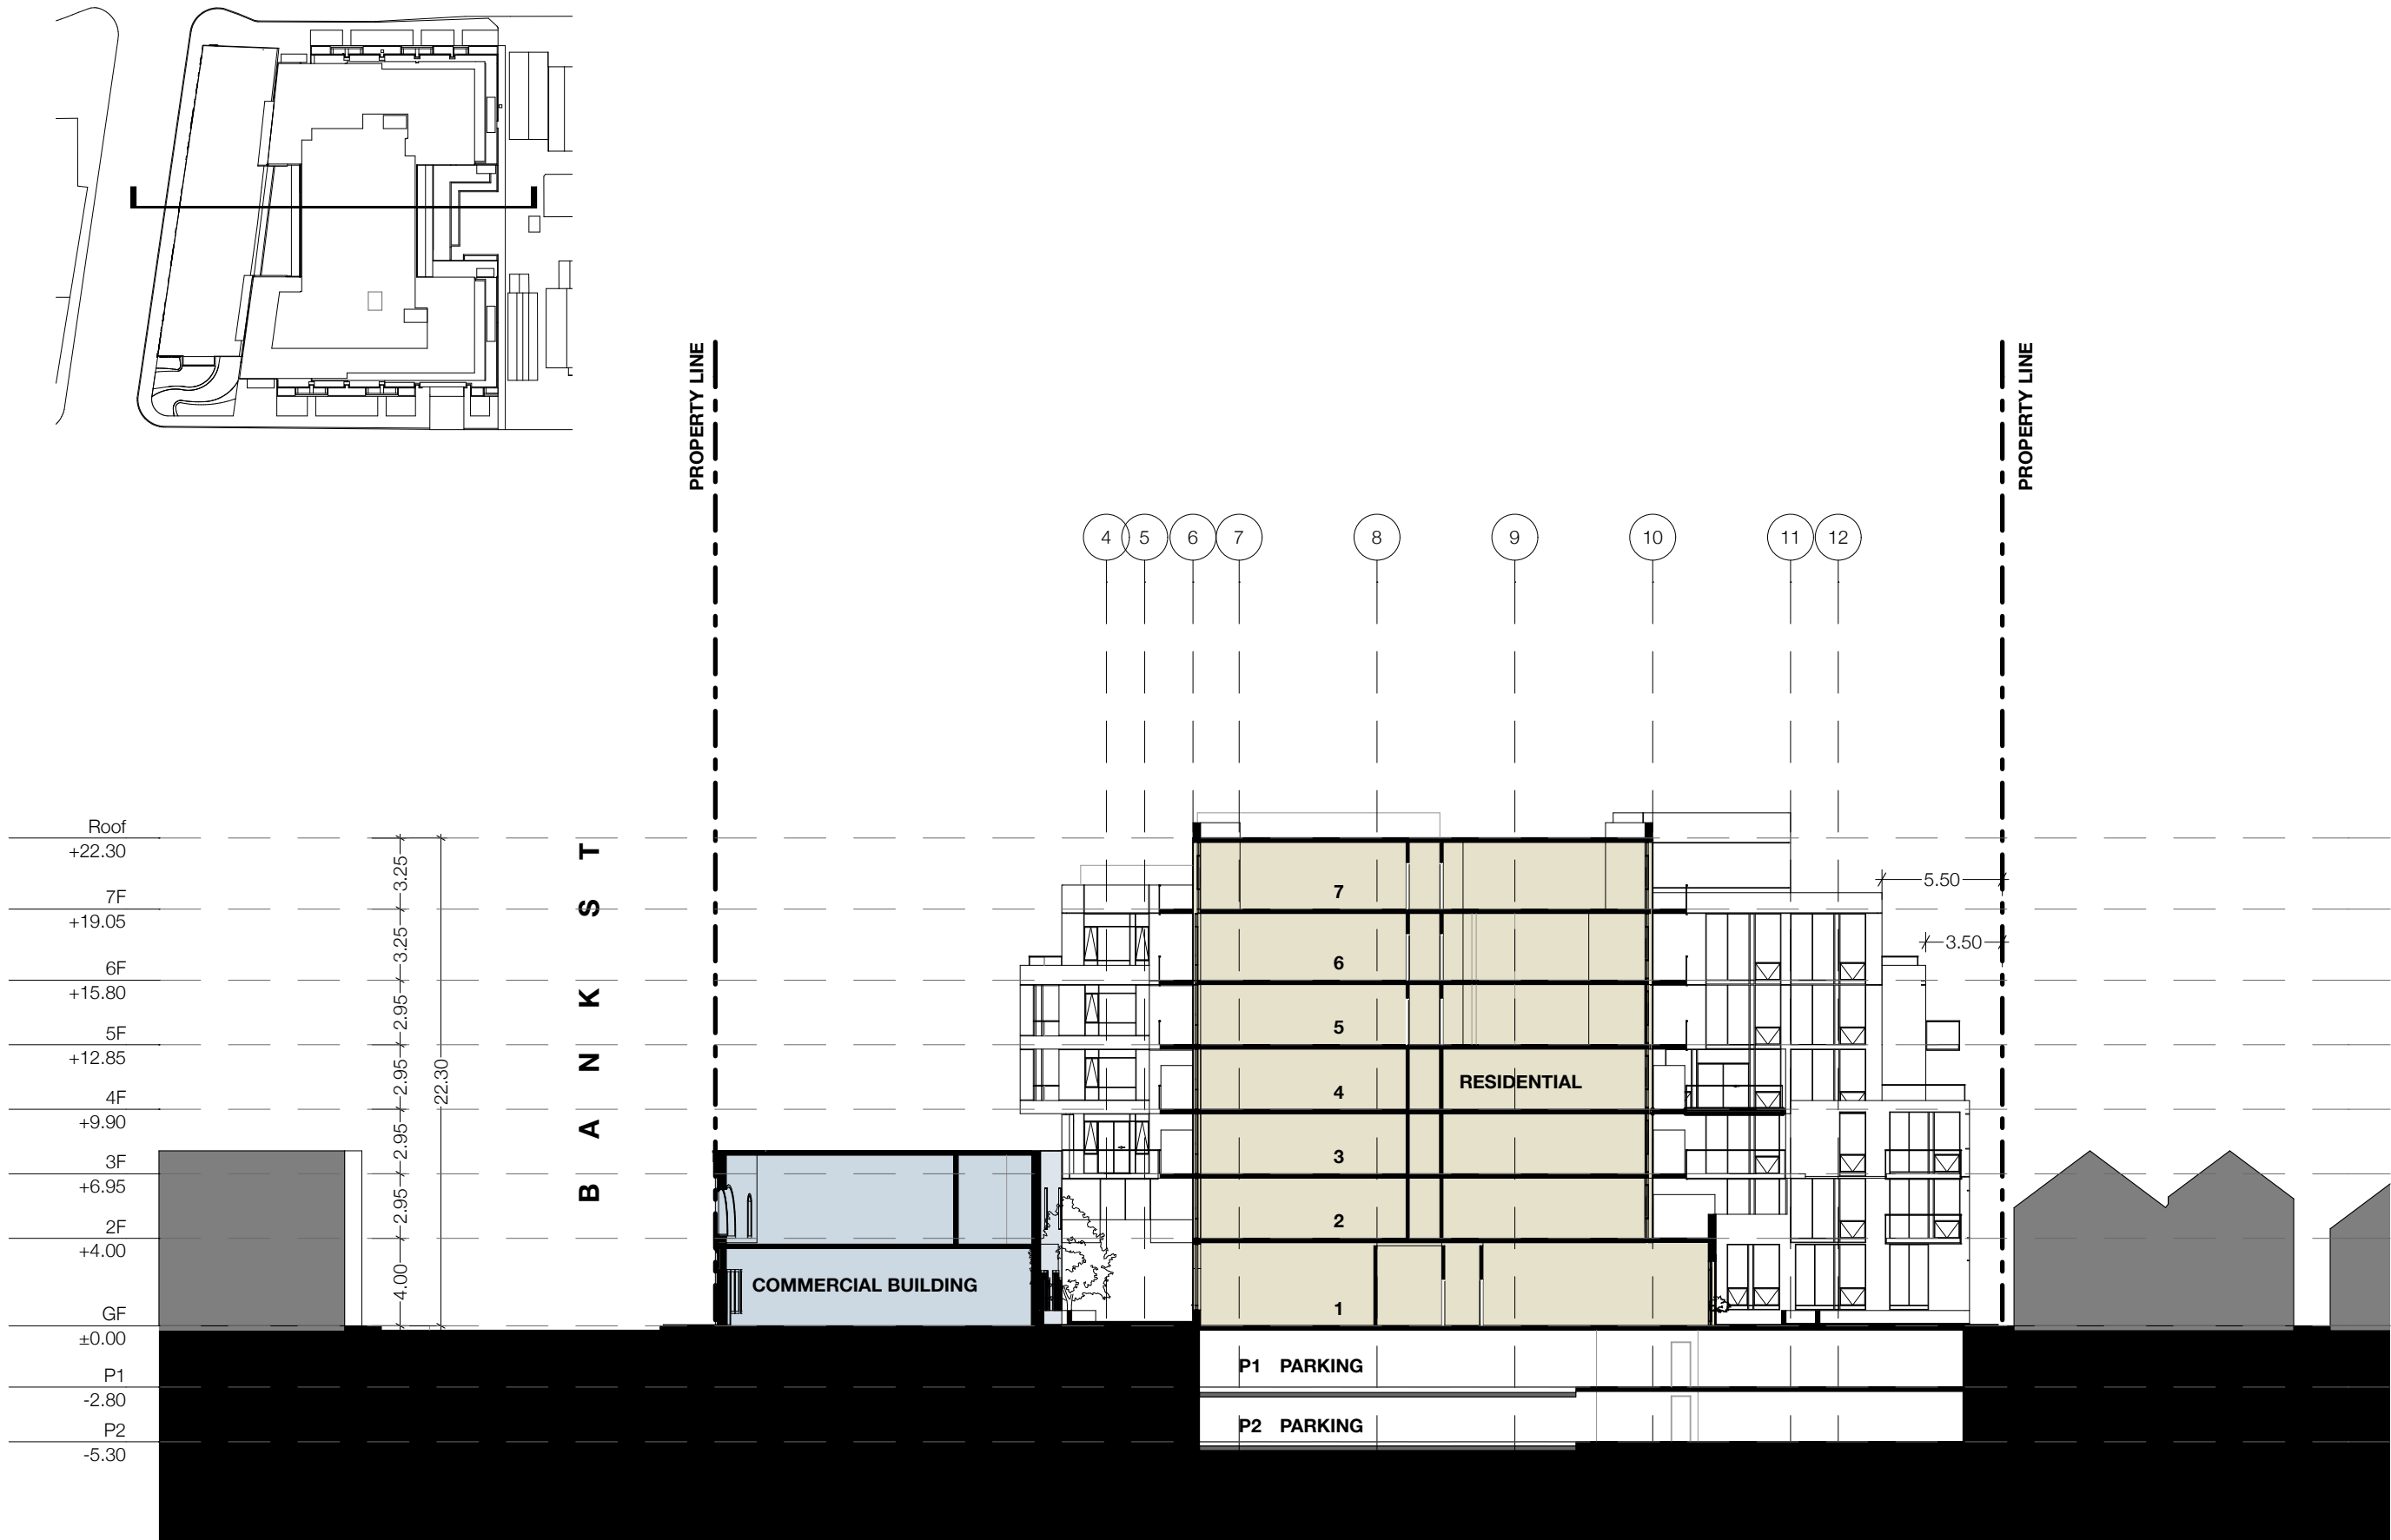 PROPERTY LINE
PROPERTY LINE
4 5 6 7 8 9 10 11 12
Roof
+22.30
7F
+19.05
6F
+15.80
5F
+12.85
4F
+9.90
3F
+6.95
2F
+4.00
GF
±0.00
P1
-2.80
P2
-5.30
3.25
3.25
2.95
2.95
2.95
2.95
4.00
22.30
BANK ST
5.50
3.50
7
6
5
4
RESIDENTIAL
3
2
1
COMMERCIAL BUILDING
P1 PARKING
P2 PARKING